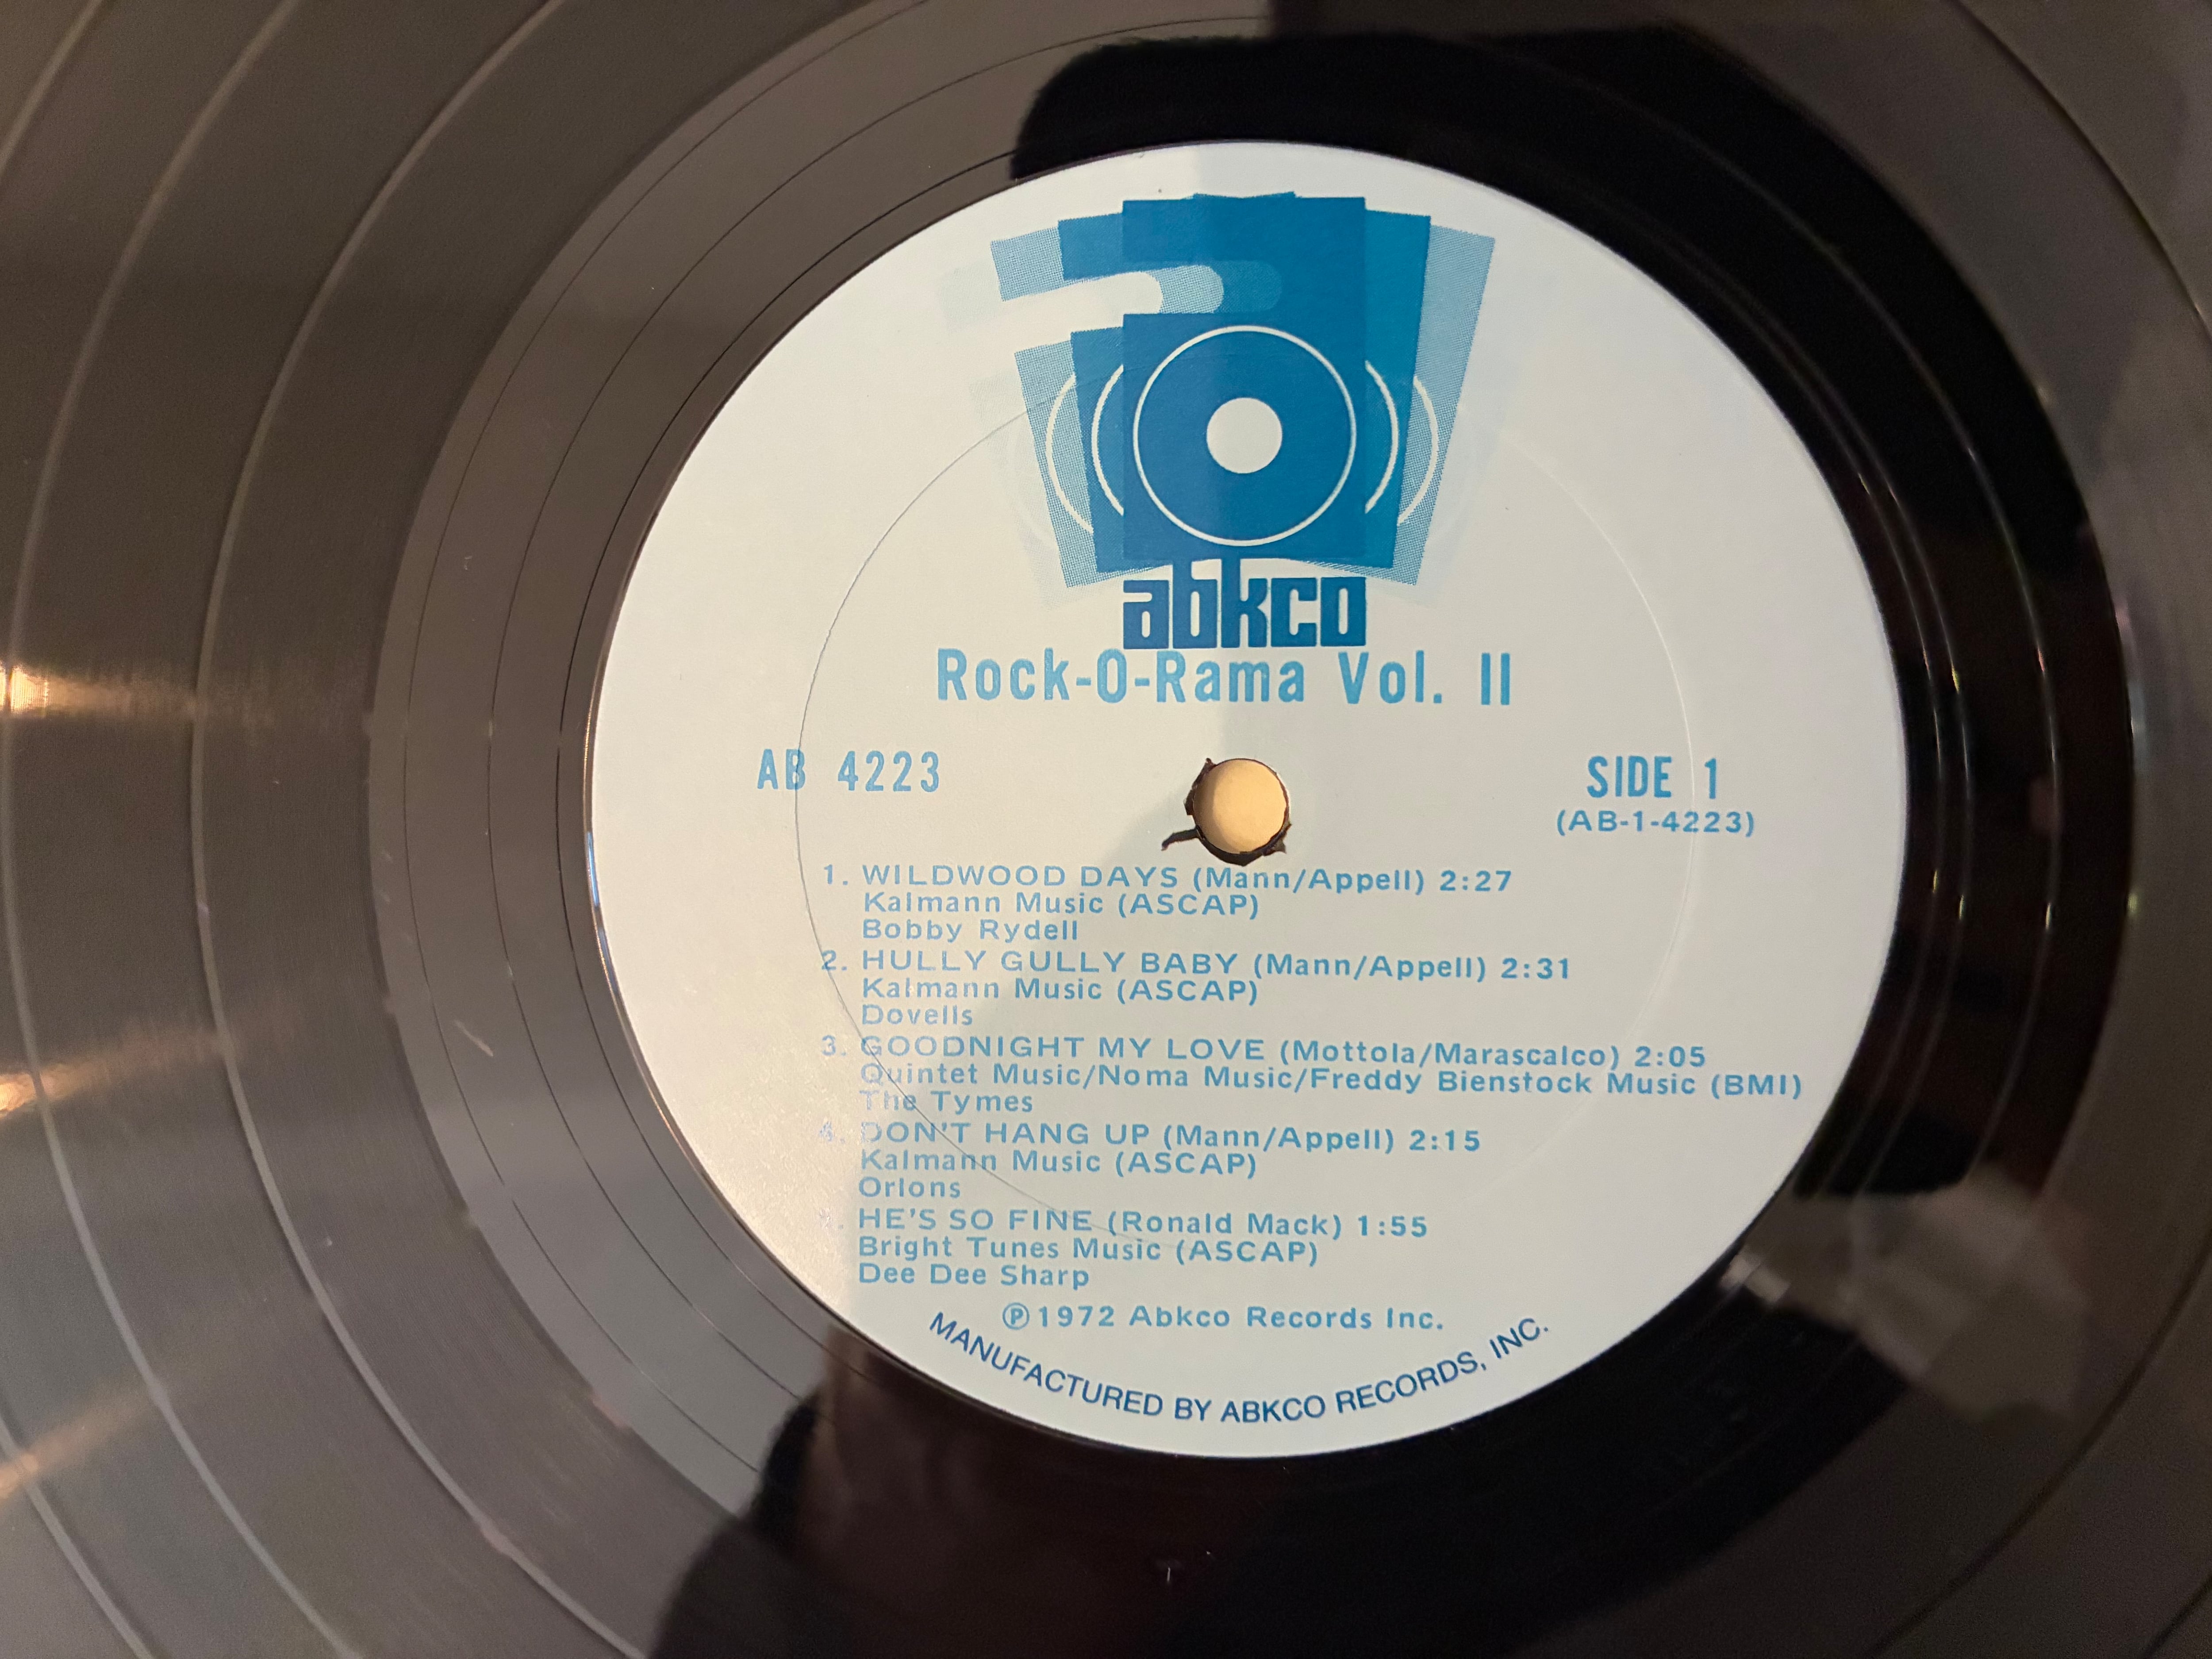 abkco
Rock-O-Rama Vol. II
AB 4223
SIDE 1
(AB-1-4223)
1. WILDWOOD DAYS (Mann/Appell) 2:27
Kalmann Music (ASCAP)
Bobby Rydell
2. HULLY GULLY BABY (Mann/Appell) 2:31
Kalmann Music (ASCAP)
Dovells
3. GOODNIGHT MY LOVE (Mottola/Marascalco) 2:05
Quintet Music/Noma Music/Freddy Bienstock Music (BMI)
The Tymes
4. DON'T HANG UP (Mann/Appell) 2:15
Kalmann Music (ASCAP)
Orlons
5. HE'S SO FINE (Ronald Mack) 1:55
Bright Tunes Music (ASCAP)
Dee Dee Sharp
℗1972 Abkco Records Inc.
MANUFACTURED BY ABKCO RECORDS, INC.